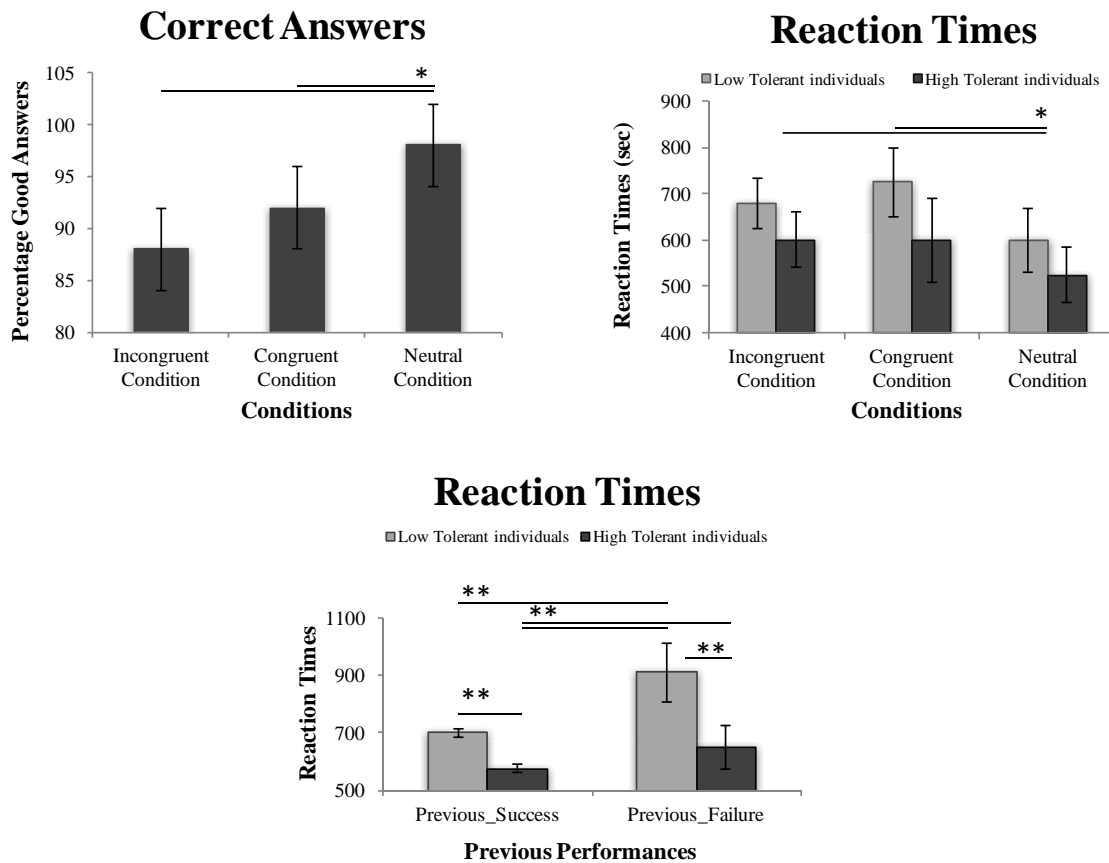 Correct Answers
105
100
95
90
85
80
Percentage Good Answers
*
Incongruent Condition
Congruent Condition
Neutral Condition
Conditions
Reaction Times
Low Tolerant individuals
High Tolerant individuals
900
800
700
600
500
400
Reaction Times (sec)
*
Incongruent Condition
Congruent Condition
Neutral Condition
Conditions
Reaction Times
Low Tolerant individuals
High Tolerant individuals
1100
900
700
500
Reaction Times
**
**
**
**
Previous_Success
Previous_Failure
Previous Performances